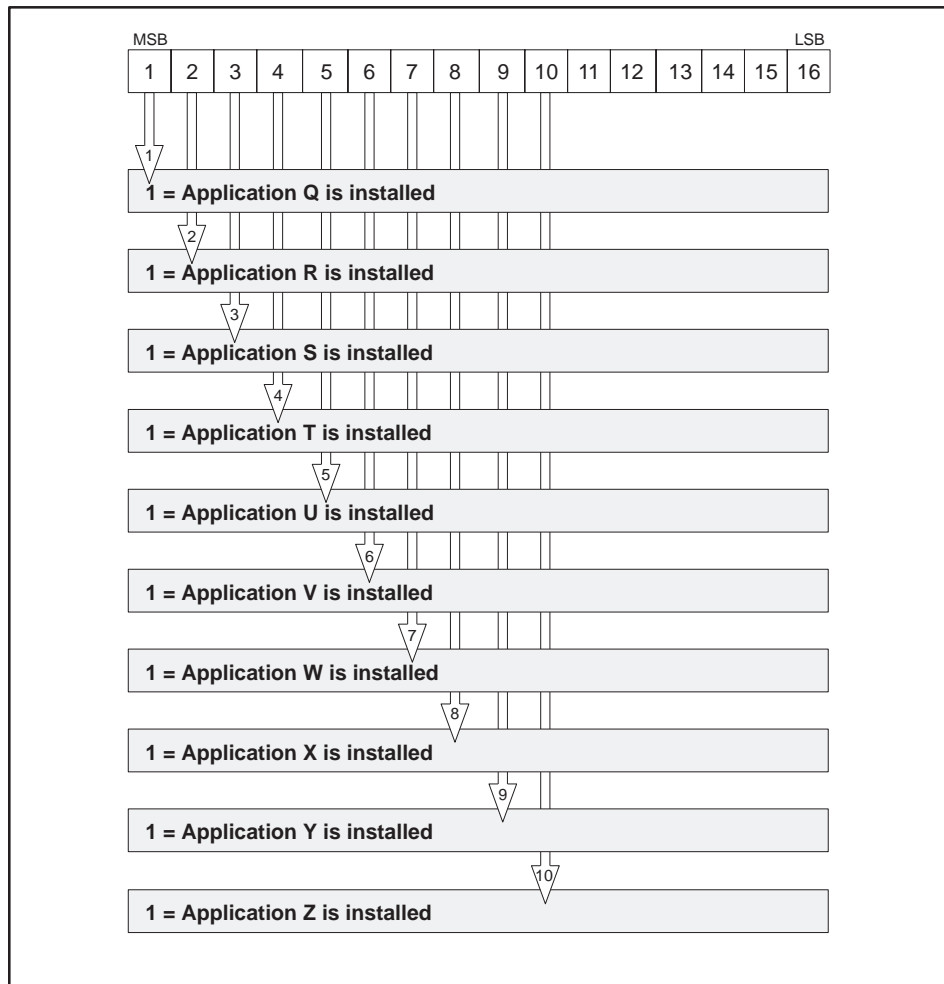 MSB LSB
1 2 3 4 5 6 7 8 9 10 11 12 13 14 15 16
1
1 = Application Q is installed
2
1 = Application R is installed
3
1 = Application S is installed
4
1 = Application T is installed
5
1 = Application U is installed
6
1 = Application V is installed
7
1 = Application W is installed
8
1 = Application X is installed
9
1 = Application Y is installed
10
1 = Application Z is installed